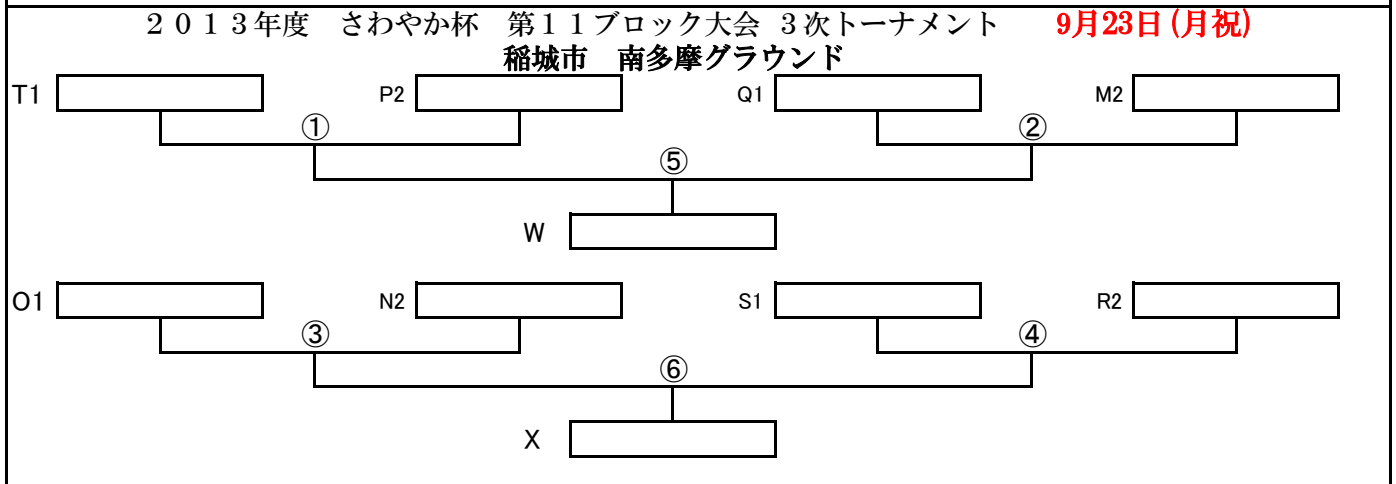 ２０１３年度　さわやか杯　第１１ブロック大会 ３次トーナメント　9月23日(月祝)
稲城市　南多摩グラウンド
T1 P2 Q1 M2
① ②
⑤
W
O1 N2 S1 R2
③ ④
⑥
X